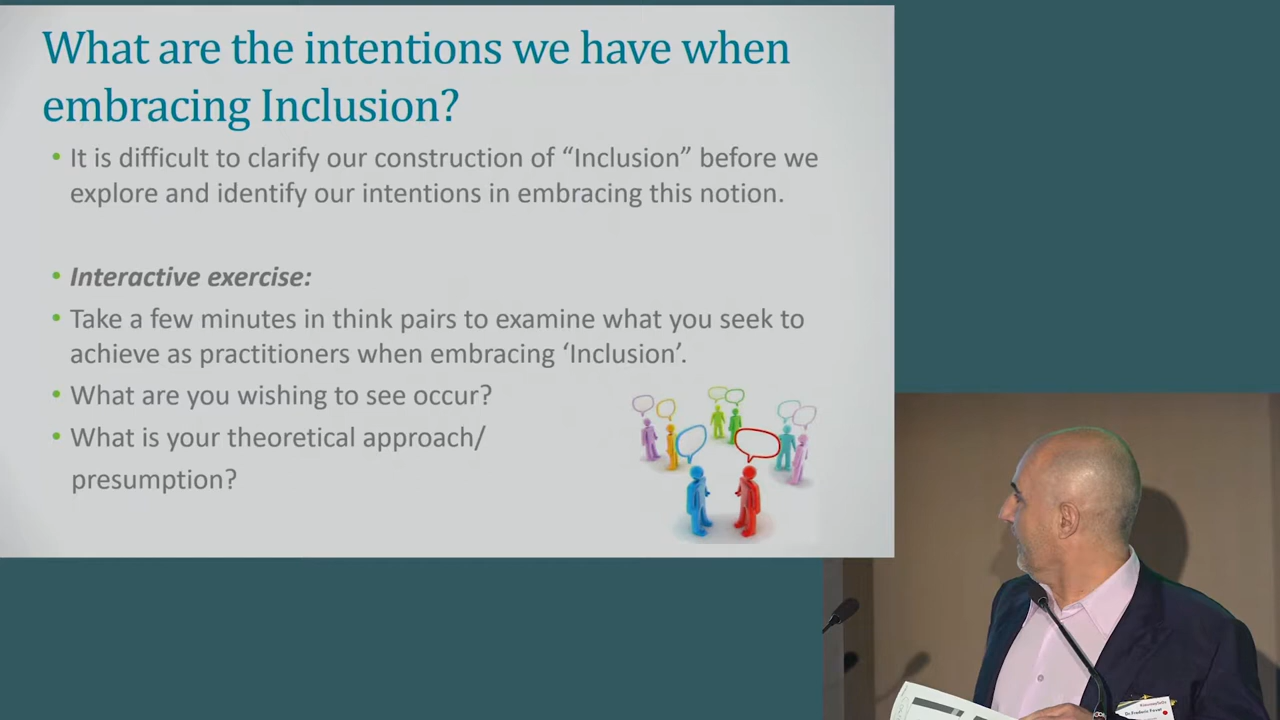 What are the intentions we have when
embracing Inclusion?
• It is difficult to clarify our construction of “Inclusion” before we
explore and identify our intentions in embracing this notion.
• Interactive exercise:
• Take a few minutes in think pairs to examine what you seek to
achieve as practitioners when embracing ‘Inclusion’.
• What are you wishing to see occur?
• What is your theoretical approach/
presumption?
Dr Frederic Fovet